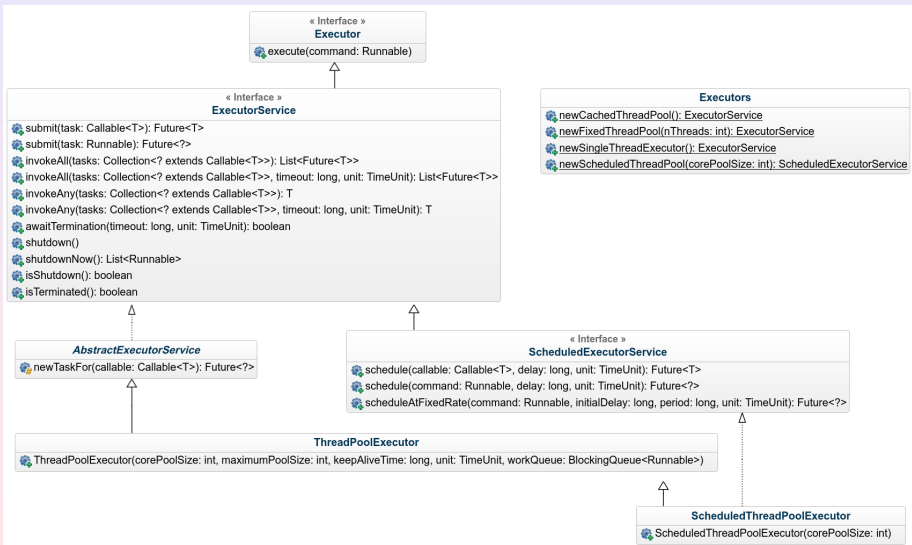 « Interface »
Executor
execute(command: Runnable)
« Interface »
ExecutorService
submit(task: Callable<T>): Future<T>
submit(task: Runnable): Future<?>
invokeAll(tasks: Collection<? extends Callable<T>>): List<Future<T>>
invokeAll(tasks: Collection<? extends Callable<T>>, timeout: long, unit: TimeUnit): List<Future<T>>
invokeAny(tasks: Collection<? extends Callable<T>>): T
invokeAny(tasks: Collection<? extends Callable<T>>, timeout: long, unit: TimeUnit): T
awaitTermination(timeout: long, unit: TimeUnit): boolean
shutdown()
shutdownNow(): List<Runnable>
isShutdown(): boolean
isTerminated(): boolean
Executors
newCachedThreadPool(): ExecutorService
newFixedThreadPool(nThreads: int): ExecutorService
newSingleThreadExecutor(): ExecutorService
newScheduledThreadPool(corePoolSize: int): ScheduledExecutorService
AbstractExecutorService
newTaskFor(callable: Callable<T>): Future<?>
« Interface »
ScheduledExecutorService
schedule(callable: Callable<T>, delay: long, unit: TimeUnit): Future<T>
schedule(command: Runnable, delay: long, unit: TimeUnit): Future<?>
scheduleAtFixedRate(command: Runnable, initialDelay: long, period: long, unit: TimeUnit): Future<?>
ThreadPoolExecutor
ThreadPoolExecutor(corePoolSize: int, maximumPoolSize: int, keepAliveTime: long, unit: TimeUnit, workQueue: BlockingQueue<Runnable>)
ScheduledThreadPoolExecutor
ScheduledThreadPoolExecutor(corePoolSize: int)